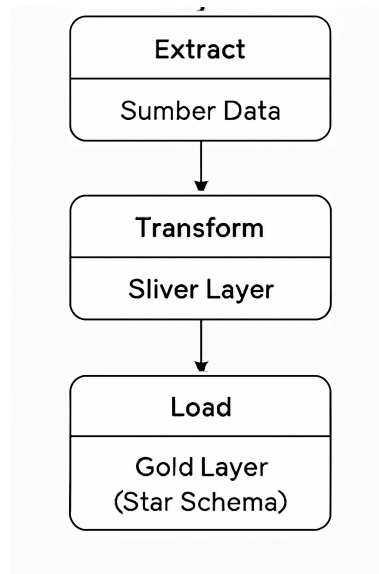 Extract
Sumber Data
Transform
Sliver Layer
Load
Gold Layer
(Star Schema)